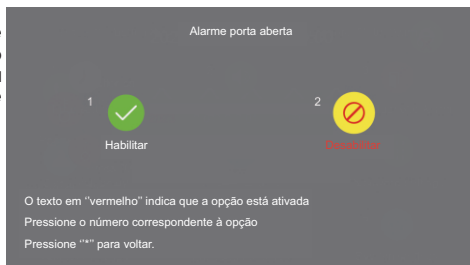 Alarme porta aberta
1
2
Habilitar
O texto em "vermelho" indica que a opção está ativada
Pressione o número correspondente à opção
Pressione "*" para voltar.